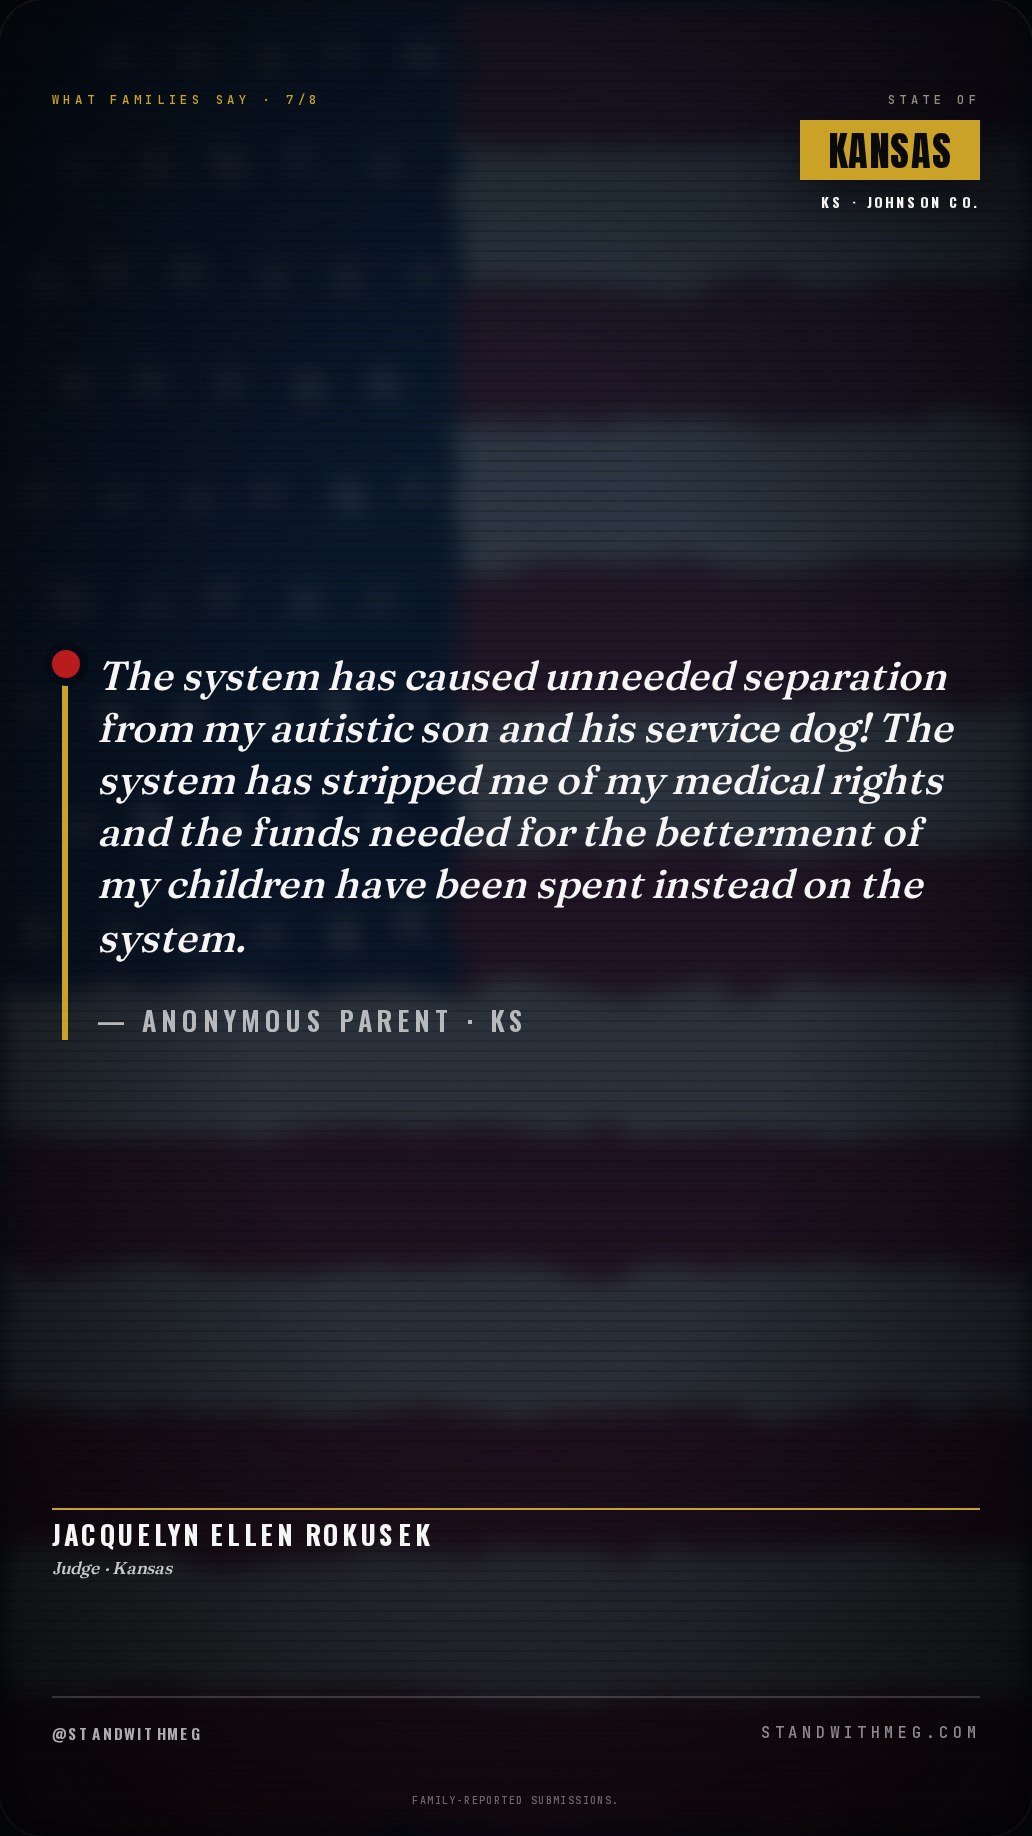 WHAT FAMILIES SAY · 7/8
STATE OF
KANSAS
KS · JOHNSON CO.
The system has caused unneeded separation
from my autistic son and his service dog! The
system has stripped me of my medical rights
and the funds needed for the betterment of
my children have been spent instead on the
system.
— ANONYMOUS PARENT · KS
JACQUELYN ELLEN ROKUSEK
Judge · Kansas
@STANDWITHMEG
STANDWITHMEG.COM
FAMILY-REPORTED SUBMISSIONS.